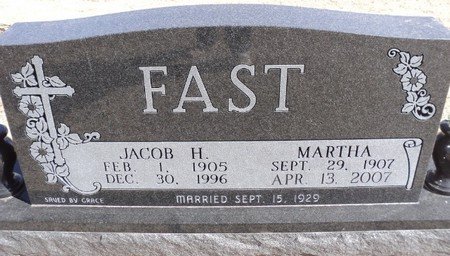 FAST
JACOB H.
FEB. 1, 1905
DEC. 30, 1996
MARTHA
SEPT. 29, 1907
APR. 13, 2007
SAVED BY GRACE
MARRIED SEPT. 15, 1929